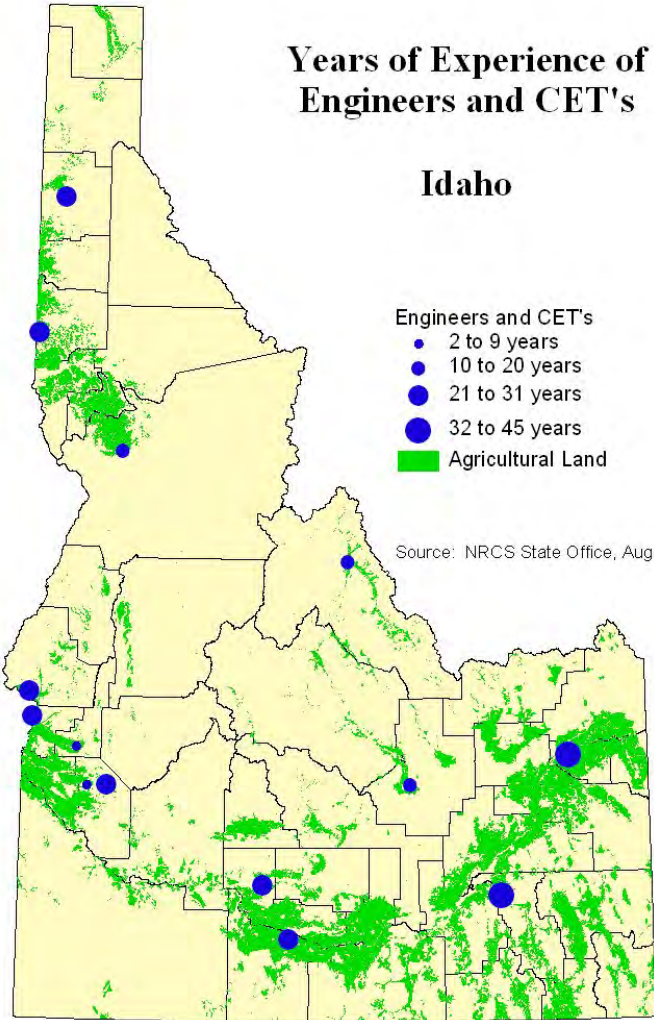 Years of Experience of
Engineers and CET's
Idaho
Engineers and CET's
2 to 9 years
10 to 20 years
21 to 31 years
32 to 45 years
Agricultural Land
Source: NRCS State Office, Aug